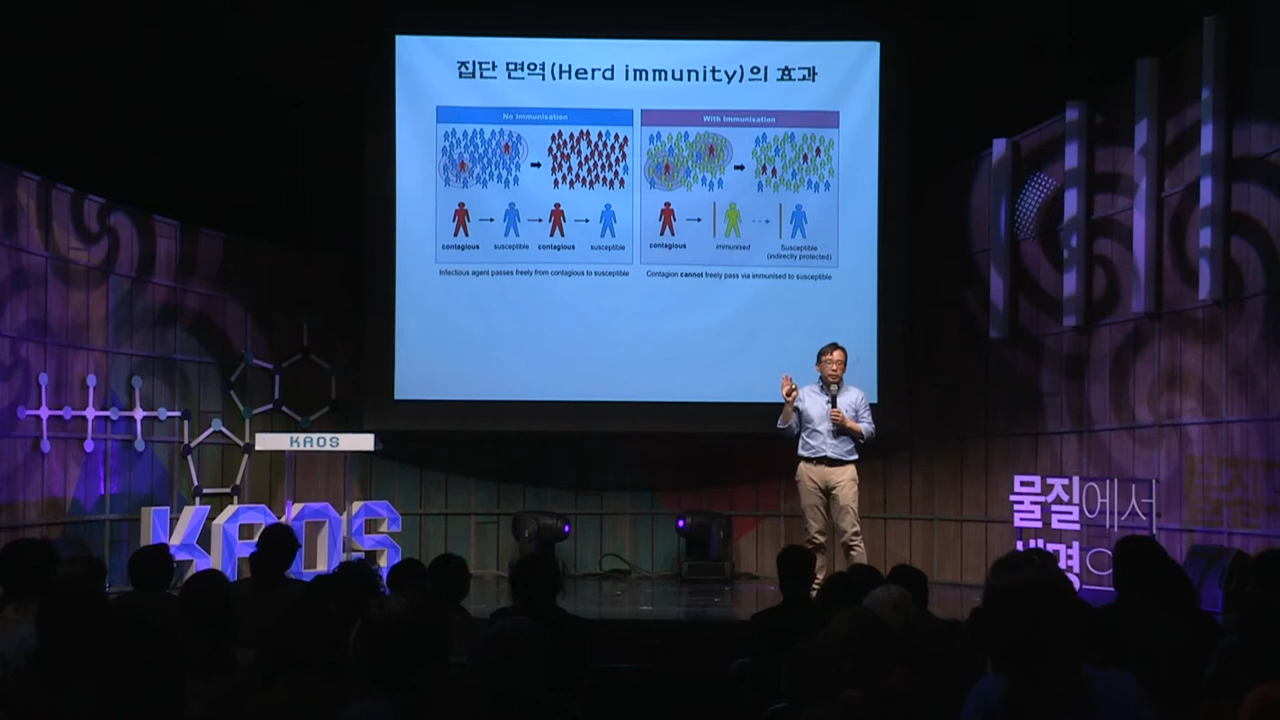 집단 면역(Herd immunity)의 효과
No Immunisation
With Immunisation
contagious
susceptible
contagious
susceptible
contagious
immunised
Susceptible
(indirectly protected)
Infectious agent passes freely from contagious to susceptible
Contagion cannot freely pass via immunised to susceptible
KAOS
KAOS
물질에서